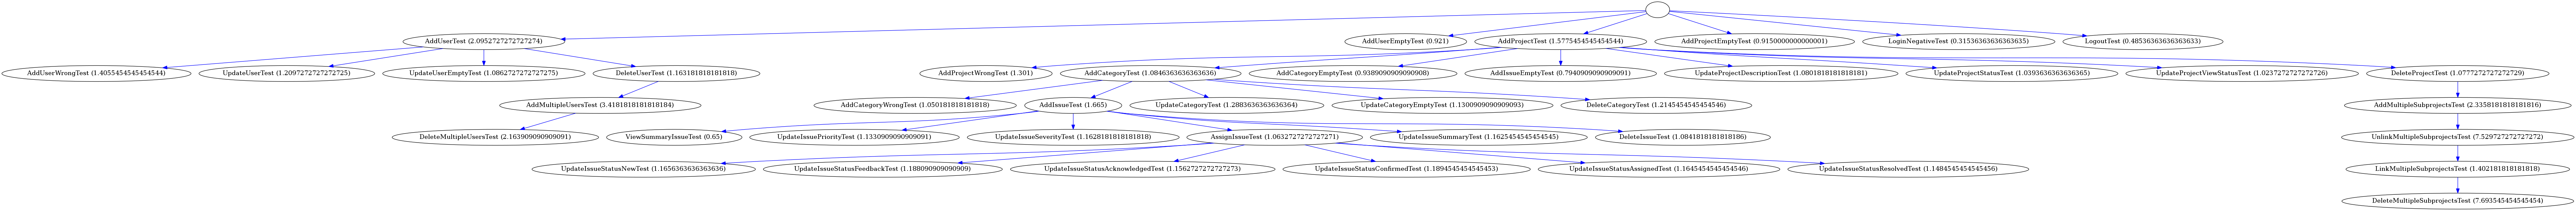 AddUserTest (2.0952727272727274)
AddUserEmptyTest (0.921)
AddProjectTest (1.5775454545454544)
AddProjectEmptyTest (0.9150000000000001)
LoginNegativeTest (0.31536363636363635)
LogoutTest (0.48536363636363633)
AddUserWrongTest (1.4055454545454544)
UpdateUserTest (1.2097272727272725)
UpdateUserEmptyTest (1.0862727272727275)
DeleteUserTest (1.163181818181818)
AddProjectWrongTest (1.301)
AddCategoryTest (1.0846363636363636)
AddCategoryEmptyTest (0.9389090909090908)
AddIssueEmptyTest (0.7940909090909091)
UpdateProjectDescriptionTest (1.0801818181818181)
UpdateProjectStatusTest (1.0393636363636365)
UpdateProjectViewStatusTest (1.0237272727272726)
DeleteProjectTest (1.0777272727272729)
AddMultipleUsersTest (3.4181818181818184)
AddCategoryWrongTest (1.050181818181818)
AddIssueTest (1.665)
UpdateCategoryTest (1.2883636363636364)
UpdateCategoryEmptyTest (1.1300909090909093)
DeleteCategoryTest (1.2145454545454546)
AddMultipleSubprojectsTest (2.3358181818181816)
DeleteMultipleUsersTest (2.163909090909091)
ViewSummaryIssueTest (0.65)
UpdateIssuePriorityTest (1.1330909090909091)
UpdateIssueSeverityTest (1.1628181818181818)
AssignIssueTest (1.0632727272727271)
UpdateIssueSummaryTest (1.1625454545454545)
DeleteIssueTest (1.0841818181818186)
UnlinkMultipleSubprojectsTest (7.529727272727272)
UpdateIssueStatusNewTest (1.1656363636363636)
UpdateIssueStatusFeedbackTest (1.188090909090909)
UpdateIssueStatusAcknowledgedTest (1.1562727272727273)
UpdateIssueStatusConfirmedTest (1.1894545454545453)
UpdateIssueStatusAssignedTest (1.1645454545454546)
UpdateIssueStatusResolvedTest (1.1484545454545456)
LinkMultipleSubprojectsTest (1.402181818181818)
DeleteMultipleSubprojectsTest (7.693545454545454)